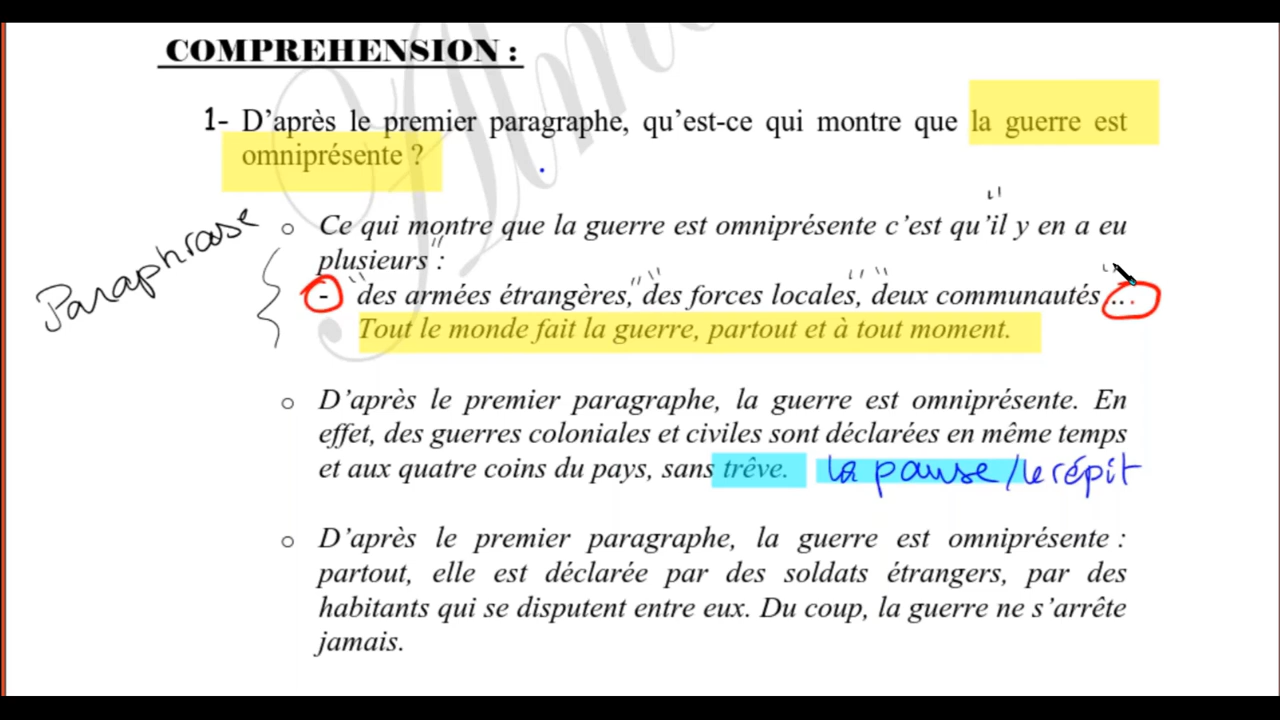 COMPREHENSION :
1- D’après le premier paragraphe, qu’est-ce qui montre que la guerre est
omniprésente ?
o Ce qui montre que la guerre est omniprésente c’est qu’"il y en a eu
plusieurs" :
Paraphrase
- "des armées étrangères," "des forces locales," "deux communautés ..."
Tout le monde fait la guerre, partout et à tout moment.
o D’après le premier paragraphe, la guerre est omniprésente. En
effet, des guerres coloniales et civiles sont déclarées en même temps
et aux quatre coins du pays, sans trêve. la pause/le répit
o D’après le premier paragraphe, la guerre est omniprésente :
partout, elle est déclarée par des soldats étrangers, par des
habitants qui se disputent entre eux. Du coup, la guerre ne s’arrête
jamais.